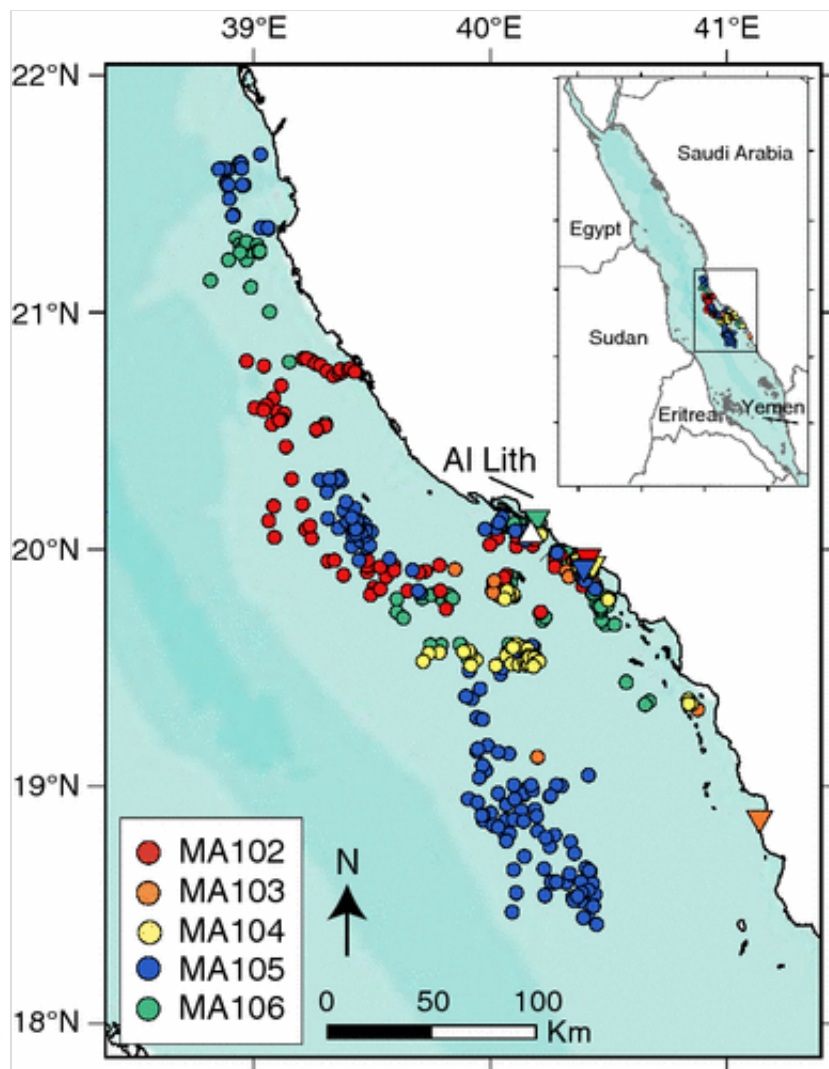 39°E 40°E 41°E
22°N
21°N
20°N
19°N
18°N
Saudi Arabia
Egypt
Sudan
Eritrea
Yemen
Al Lith
MA102
MA103
MA104
MA105
MA106
N
0 50 100
Km